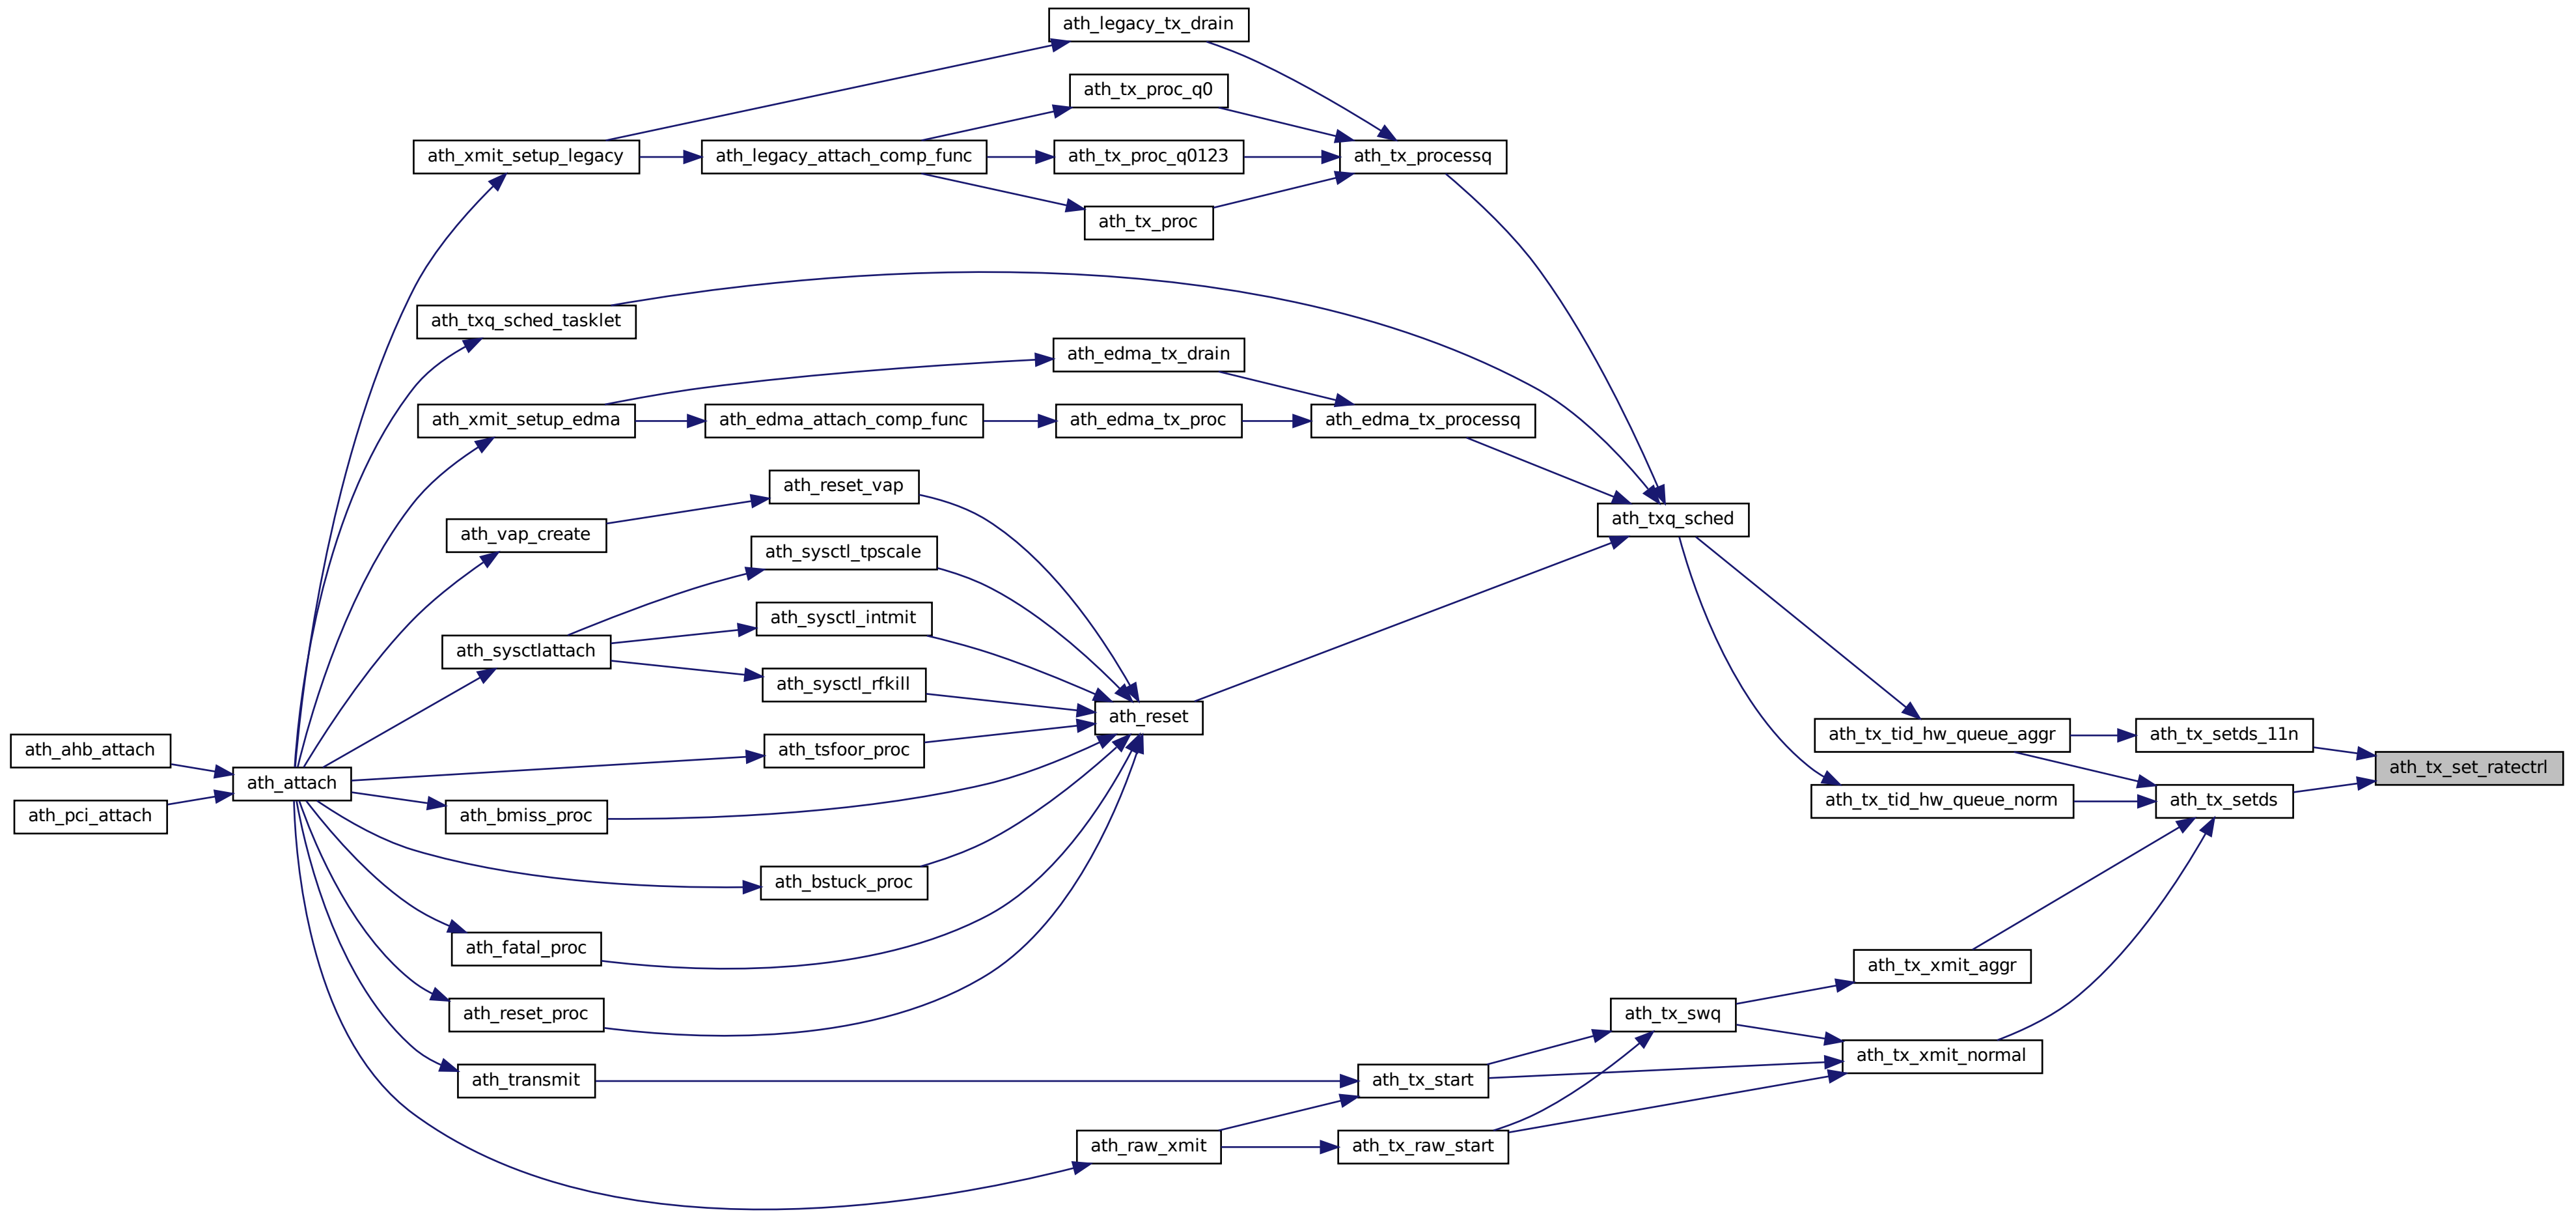 ath_legacy_tx_drain
ath_tx_proc_q0
ath_xmit_setup_legacy
ath_legacy_attach_comp_func
ath_tx_proc_q0123
ath_tx_processq
ath_tx_proc
ath_txq_sched_tasklet
ath_edma_tx_drain
ath_xmit_setup_edma
ath_edma_attach_comp_func
ath_edma_tx_proc
ath_edma_tx_processq
ath_reset_vap
ath_txq_sched
ath_vap_create
ath_sysctl_tpscale
ath_sysctl_intmit
ath_sysctlattach
ath_sysctl_rfkill
ath_reset
ath_ahb_attach
ath_tsfoor_proc
ath_tx_tid_hw_queue_aggr
ath_tx_setds_11n
ath_tx_set_ratectrl
ath_attach
ath_tx_tid_hw_queue_norm
ath_tx_setds
ath_pci_attach
ath_bmiss_proc
ath_bstuck_proc
ath_fatal_proc
ath_tx_xmit_aggr
ath_reset_proc
ath_tx_swq
ath_tx_xmit_normal
ath_transmit
ath_tx_start
ath_raw_xmit
ath_tx_raw_start